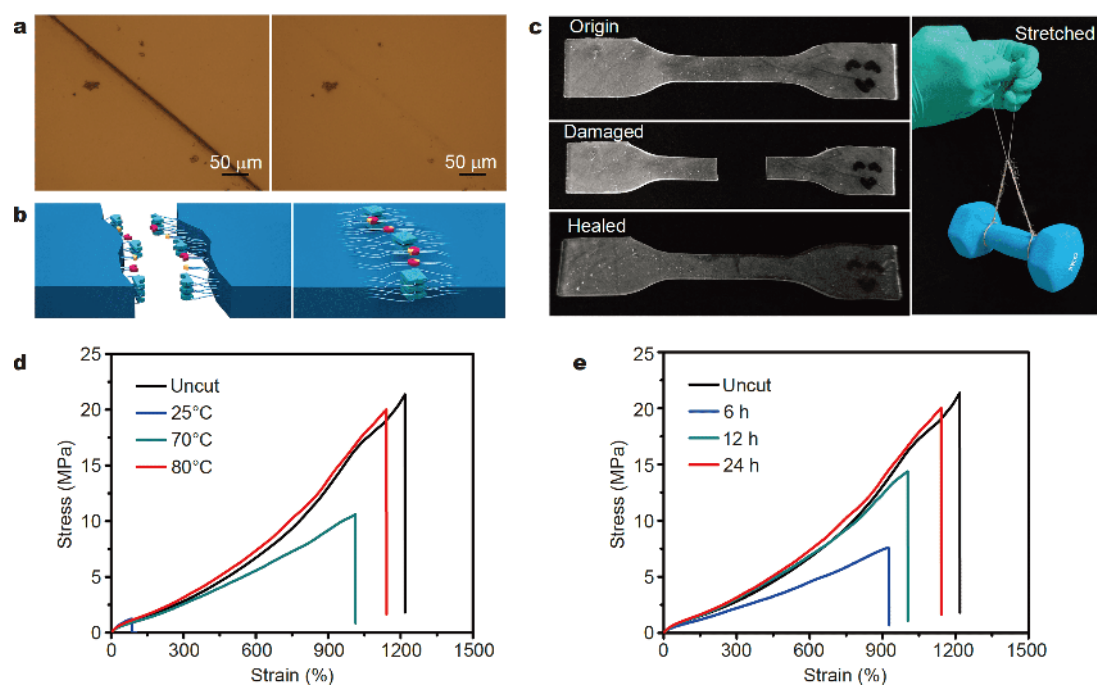 a
50 μm
50 μm
b
c
Origin
Damaged
Healed
Stretched
d
Stress (MPa)
25
20
15
10
5
0
Uncut
25°C
70°C
80°C
0 300 600 900 1200 1500
Strain (%)
e
Stress (MPa)
25
20
15
10
5
0
Uncut
6 h
12 h
24 h
0 300 600 900 1200 1500
Strain (%)